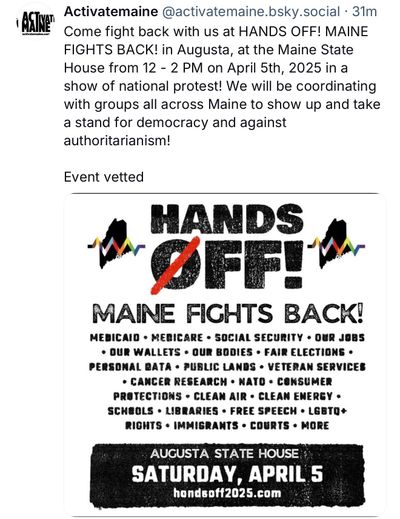 Activatemaine @activatemaine.bsky.social · 31m
Come fight back with us at HANDS OFF! MAINE
FIGHTS BACK! in Augusta, at the Maine State
House from 12 - 2 PM on April 5th, 2025 in a
show of national protest! We will be coordinating
with groups all across Maine to show up and take
a stand for democracy and against
authoritarianism!
Event vetted
HANDS
OFF!
MAINE FIGHTS BACK!
MEDICAID • MEDICARE • SOCIAL SECURITY • OUR JOBS
• OUR WALLETS • OUR BODIES • FAIR ELECTIONS •
PERSONAL DATA • PUBLIC LANDS • VETERAN SERVICES
• CANCER RESEARCH • NATO • CONSUMER
PROTECTIONS • CLEAN AIR • CLEAN ENERGY •
SCHOOLS • LIBRARIES • FREE SPEECH • LGBTQ+
RIGHTS • IMMIGRANTS • COURTS • MORE
AUGUSTA STATE HOUSE
SATURDAY, APRIL 5
handsoff2025.com